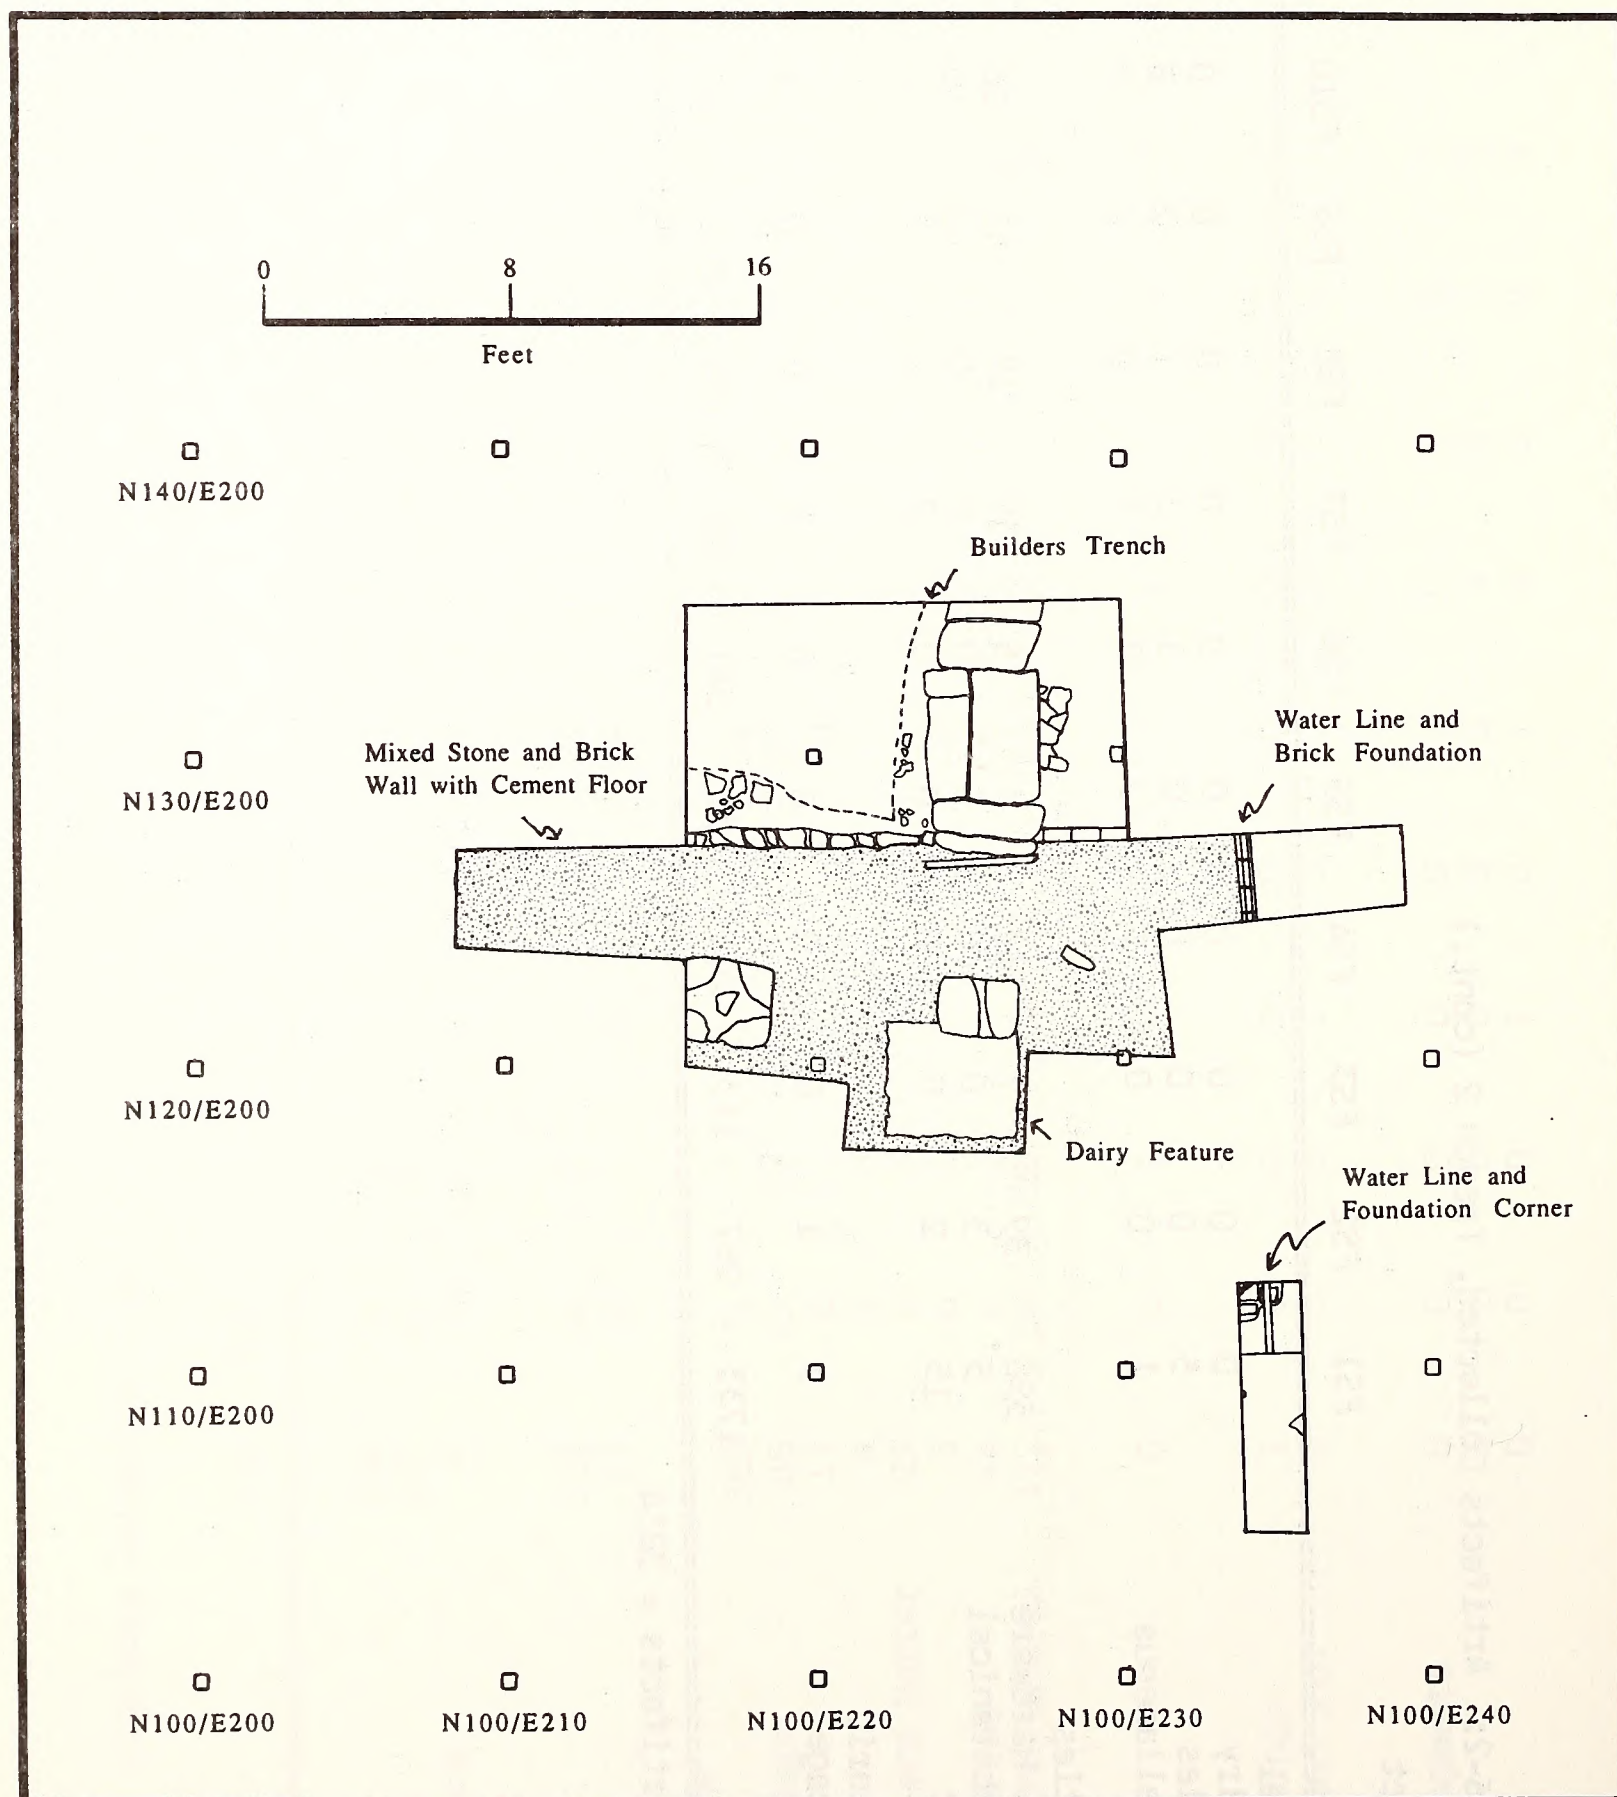 0 8 16
Feet
N140/E200
Builders Trench
Water Line and
Brick Foundation
Mixed Stone and Brick
Wall with Cement Floor
N130/E200
N120/E200
Dairy Feature
Water Line and
Foundation Corner
N110/E200
N100/E200 N100/E210 N100/E220 N100/E230 N100/E240